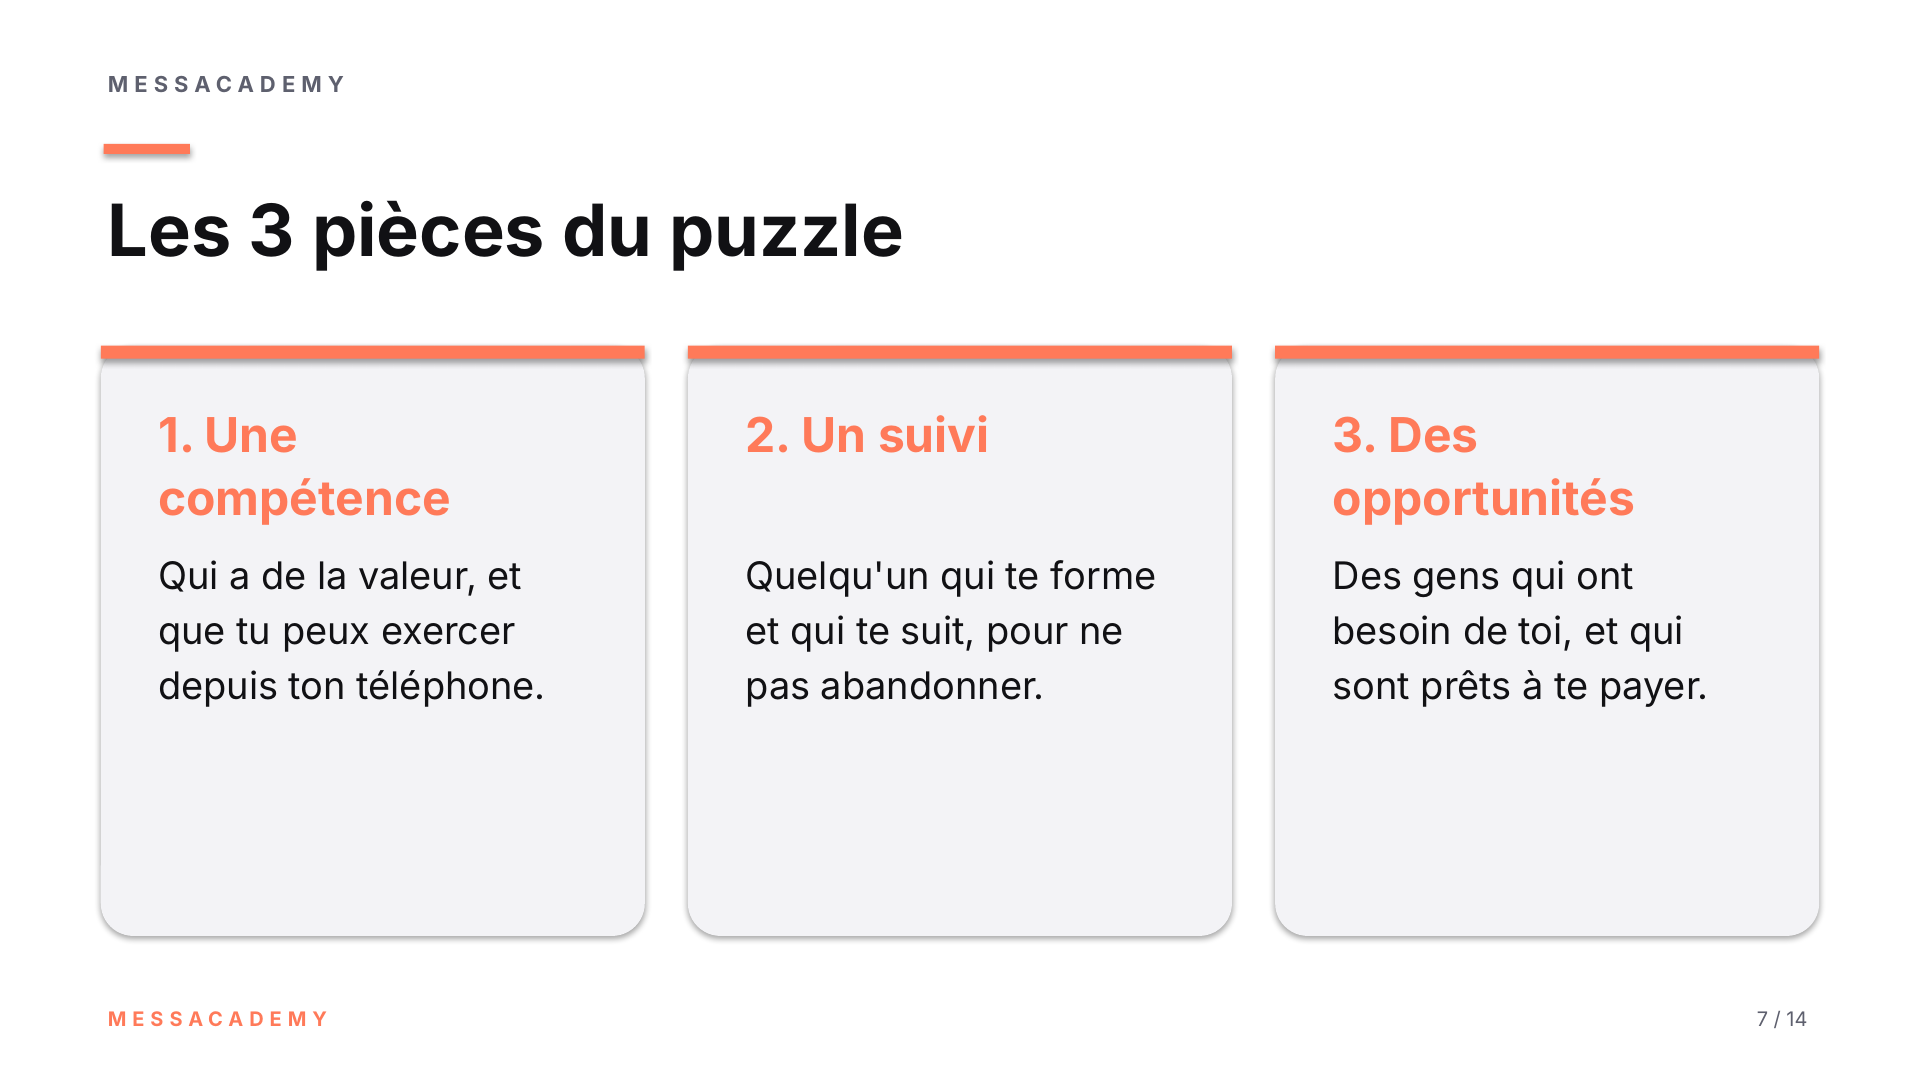 MESSACADEMY
Les 3 pièces du puzzle
1. Une
compétence
Qui a de la valeur, et
que tu peux exercer
depuis ton téléphone.
2. Un suivi
Quelqu'un qui te forme
et qui te suit, pour ne
pas abandonner.
3. Des
opportunités
Des gens qui ont
besoin de toi, et qui
sont prêts à te payer.
MESSACADEMY
7 / 14